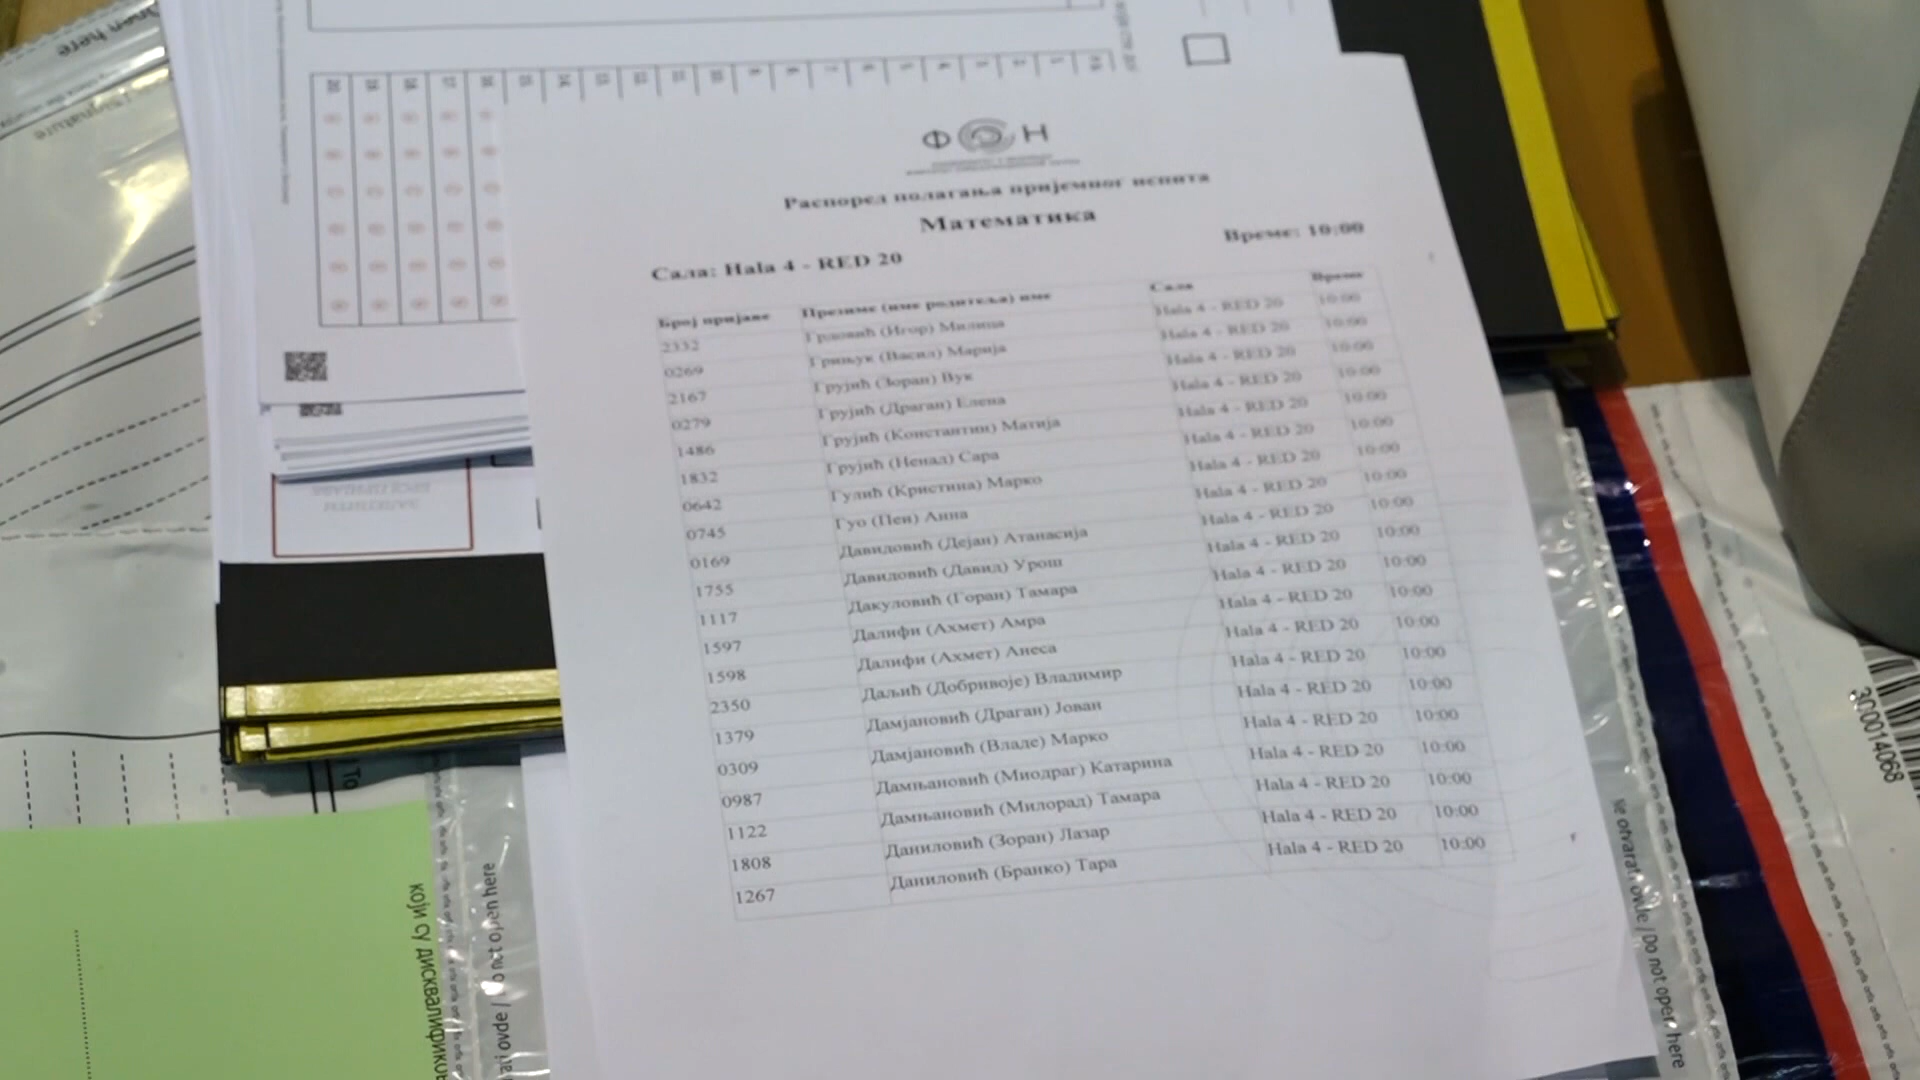 Ф Н
Распоред полагања пријемног испита
Математика
Време: 10:00
Сала: Hala 4 - RED 20
Број пријаве Презиме (име родитеља) име Сала Време
2332 Грдовић (Игор) Милица Hala 4 - RED 20 10:00
0269 Грињук (Васил) Марија Hala 4 - RED 20 10:00
2167 Грујић (Зоран) Вук Hala 4 - RED 20 10:00
0279 Грујић (Драган) Елена Hala 4 - RED 20 10:00
1486 Грујић (Константин) Матија Hala 4 - RED 20 10:00
1832 Грујић (Ненад) Сара Hala 4 - RED 20 10:00
0642 Гулић (Кристина) Марко Hala 4 - RED 20 10:00
0745 Гуо (Пен) Анна Hala 4 - RED 20 10:00
0169 Давидовић (Дејан) Атанасија Hala 4 - RED 20 10:00
1755 Давидовић (Давид) Урош Hala 4 - RED 20 10:00
1117 Дакуловић (Горан) Тамара Hala 4 - RED 20 10:00
1597 Далифи (Ахмет) Амра Hala 4 - RED 20 10:00
1598 Далифи (Ахмет) Анеса Hala 4 - RED 20 10:00
2350 Даљић (Добривоје) Владимир Hala 4 - RED 20 10:00
1379 Дамјановић (Драган) Јован Hala 4 - RED 20 10:00
0309 Дамјановић (Владе) Марко Hala 4 - RED 20 10:00
0987 Дамњановић (Миодраг) Катарина Hala 4 - RED 20 10:00
1122 Дамњановић (Милорад) Тамара Hala 4 - RED 20 10:00
1808 Даниловић (Зоран) Лазар Hala 4 - RED 20 10:00
1267 Даниловић (Бранко) Тара Hala 4 - RED 20 10:00
који су дисквалификов
ovde / Do not open here
Ne otvarati ovde / Do not open here
300014068